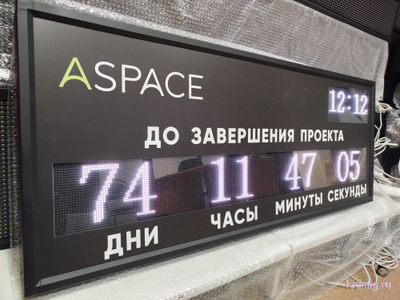 ASPACE
12:12
ДО ЗАВЕРШЕНИЯ ПРОЕКТА
74 11 47 05
ДНИ ЧАСЫ МИНУТЫ СЕКУНДЫ